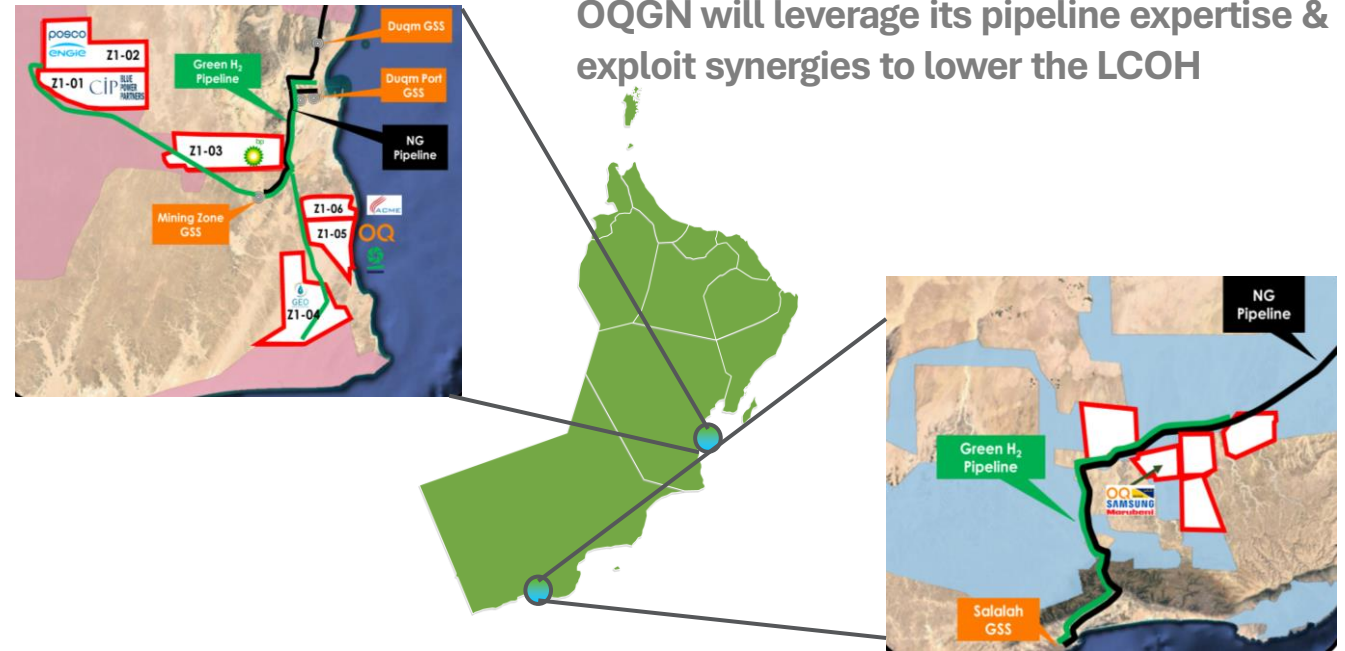 OQGN will leverage its pipeline expertise &
exploit synergies to lower the LCOH
posco
ENGIE
Z1-02
Z1-01
CIP
BLUE
POWER
PARTNERS
Green H₂
Pipeline
Duqm GSS
Duqm Port
GSS
NG
Pipeline
Z1-03
bp
Mining Zone
GSS
Z1-06
ACME
Z1-05
OQ
GEO
Z1-04
NG
Pipeline
Green H₂
Pipeline
OQ
SAMSUNG
Marubeni
Salalah
GSS